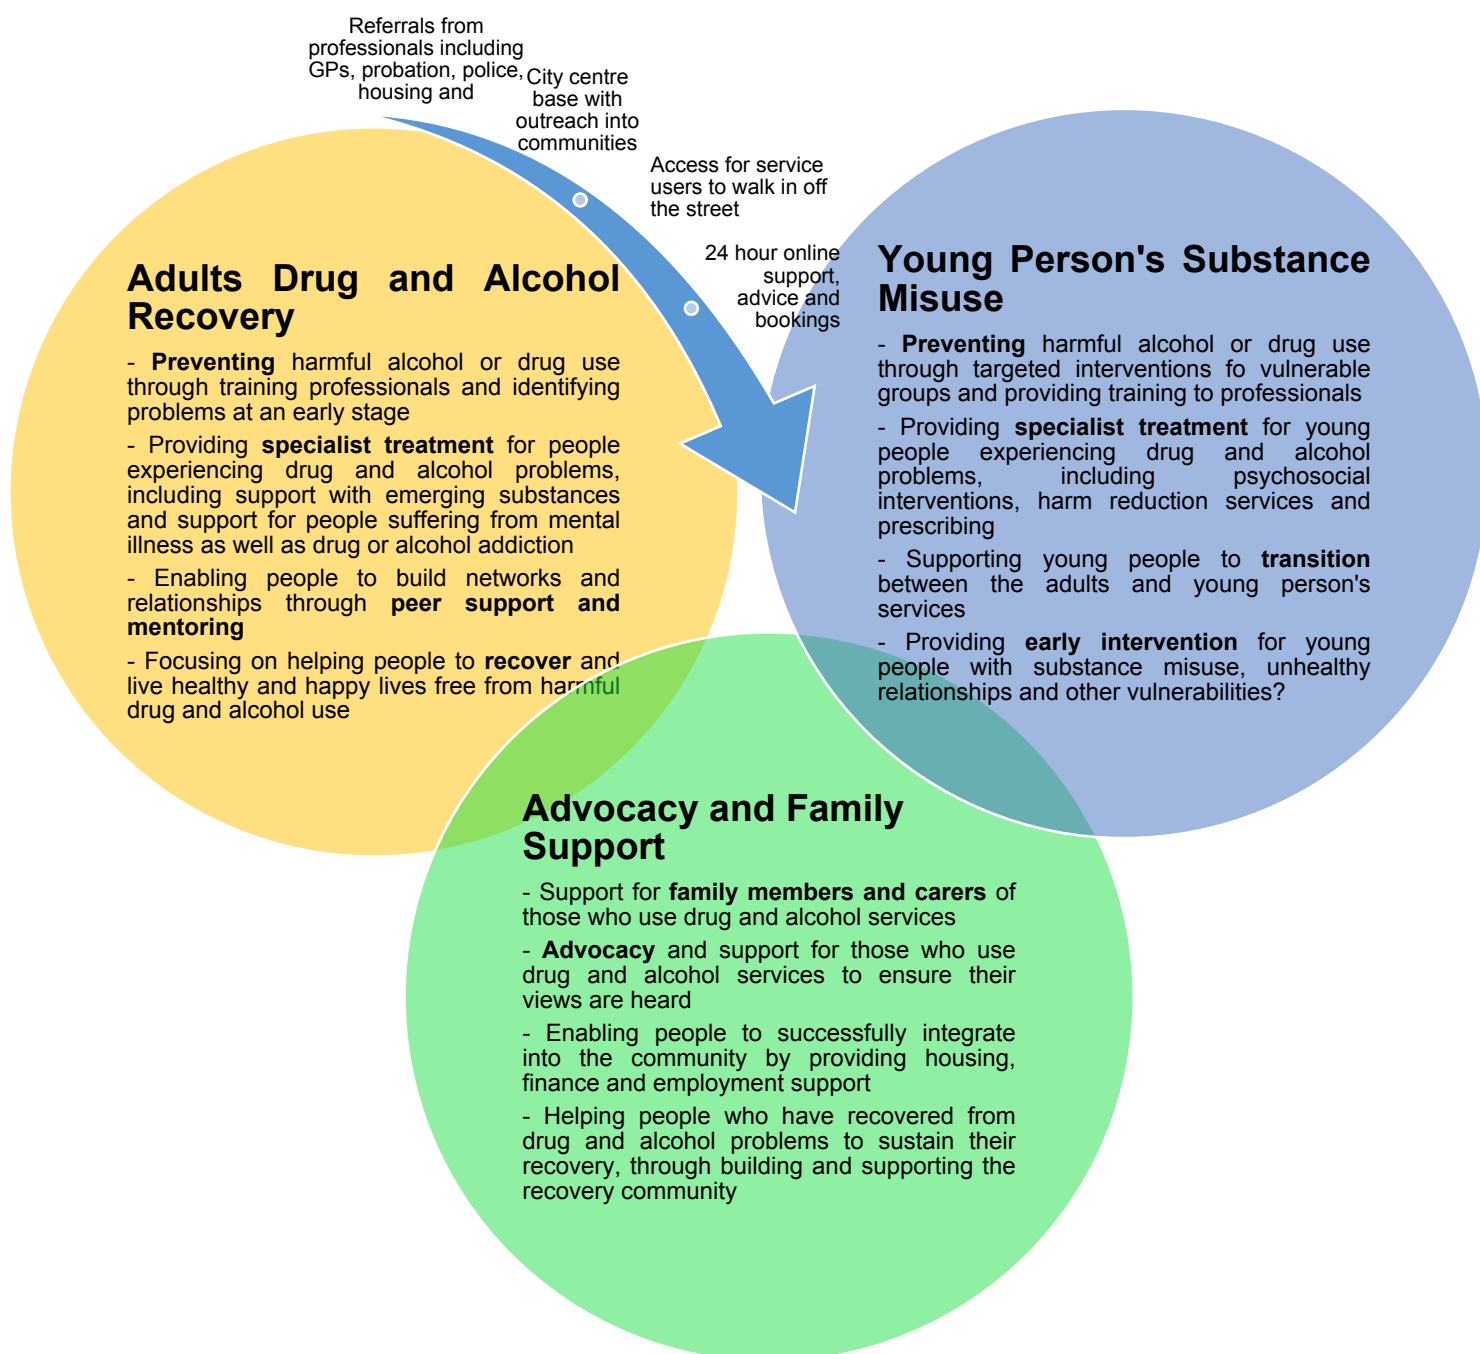 Referrals from
professionals including
GPs, probation, police,
housing and
City centre
base with
outreach into
communities
Access for service
users to walk in off
the street
24 hour online
support,
advice and
bookings
Adults Drug and Alcohol
Recovery
- Preventing harmful alcohol or drug use
through training professionals and identifying
problems at an early stage
- Providing specialist treatment for people
experiencing drug and alcohol problems,
including support with emerging substances
and support for people suffering from mental
illness as well as drug or alcohol addiction
- Enabling people to build networks and
relationships through peer support and
mentoring
- Focusing on helping people to recover and
live healthy and happy lives free from harmful
drug and alcohol use
Young Person's Substance
Misuse
- Preventing harmful alcohol or drug use
through targeted interventions fo vulnerable
groups and providing training to professionals
- Providing specialist treatment for young
people experiencing drug and alcohol
problems, including psychosocial
interventions, harm reduction services and
prescribing
- Supporting young people to transition
between the adults and young person's
services
- Providing early intervention for young
people with substance misuse, unhealthy
relationships and other vulnerabilities?
Advocacy and Family
Support
- Support for family members and carers of
those who use drug and alcohol services
- Advocacy and support for those who use
drug and alcohol services to ensure their
views are heard
- Enabling people to successfully integrate
into the community by providing housing,
finance and employment support
- Helping people who have recovered from
drug and alcohol problems to sustain their
recovery, through building and supporting the
recovery community